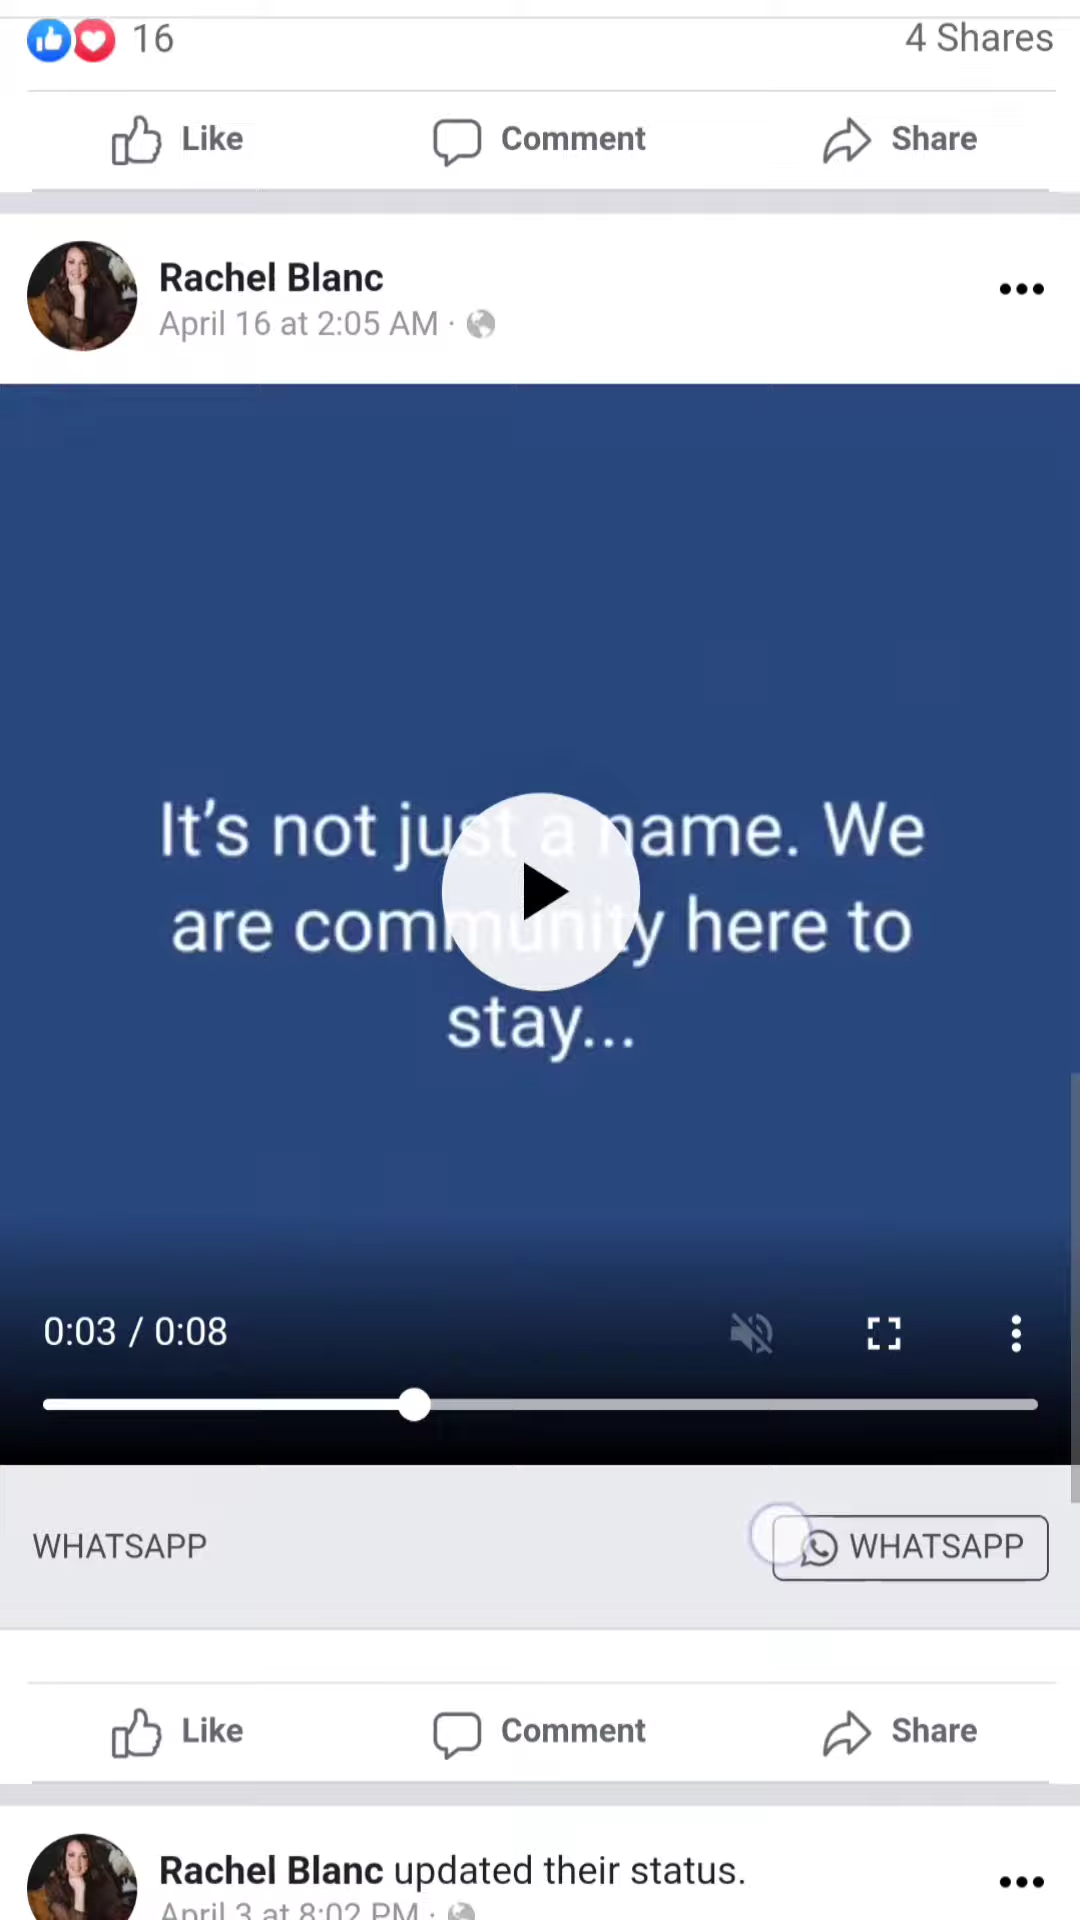 16
4 Shares
Like
Comment
Share
Rachel Blanc
April 16 at 2:05 AM ·
It's not just a name. We
are community here to
stay...
0:03 / 0:08
WHATSAPP
WHATSAPP
Like
Comment
Share
Rachel Blanc updated their status.
April 3 at 8:02 PM ·